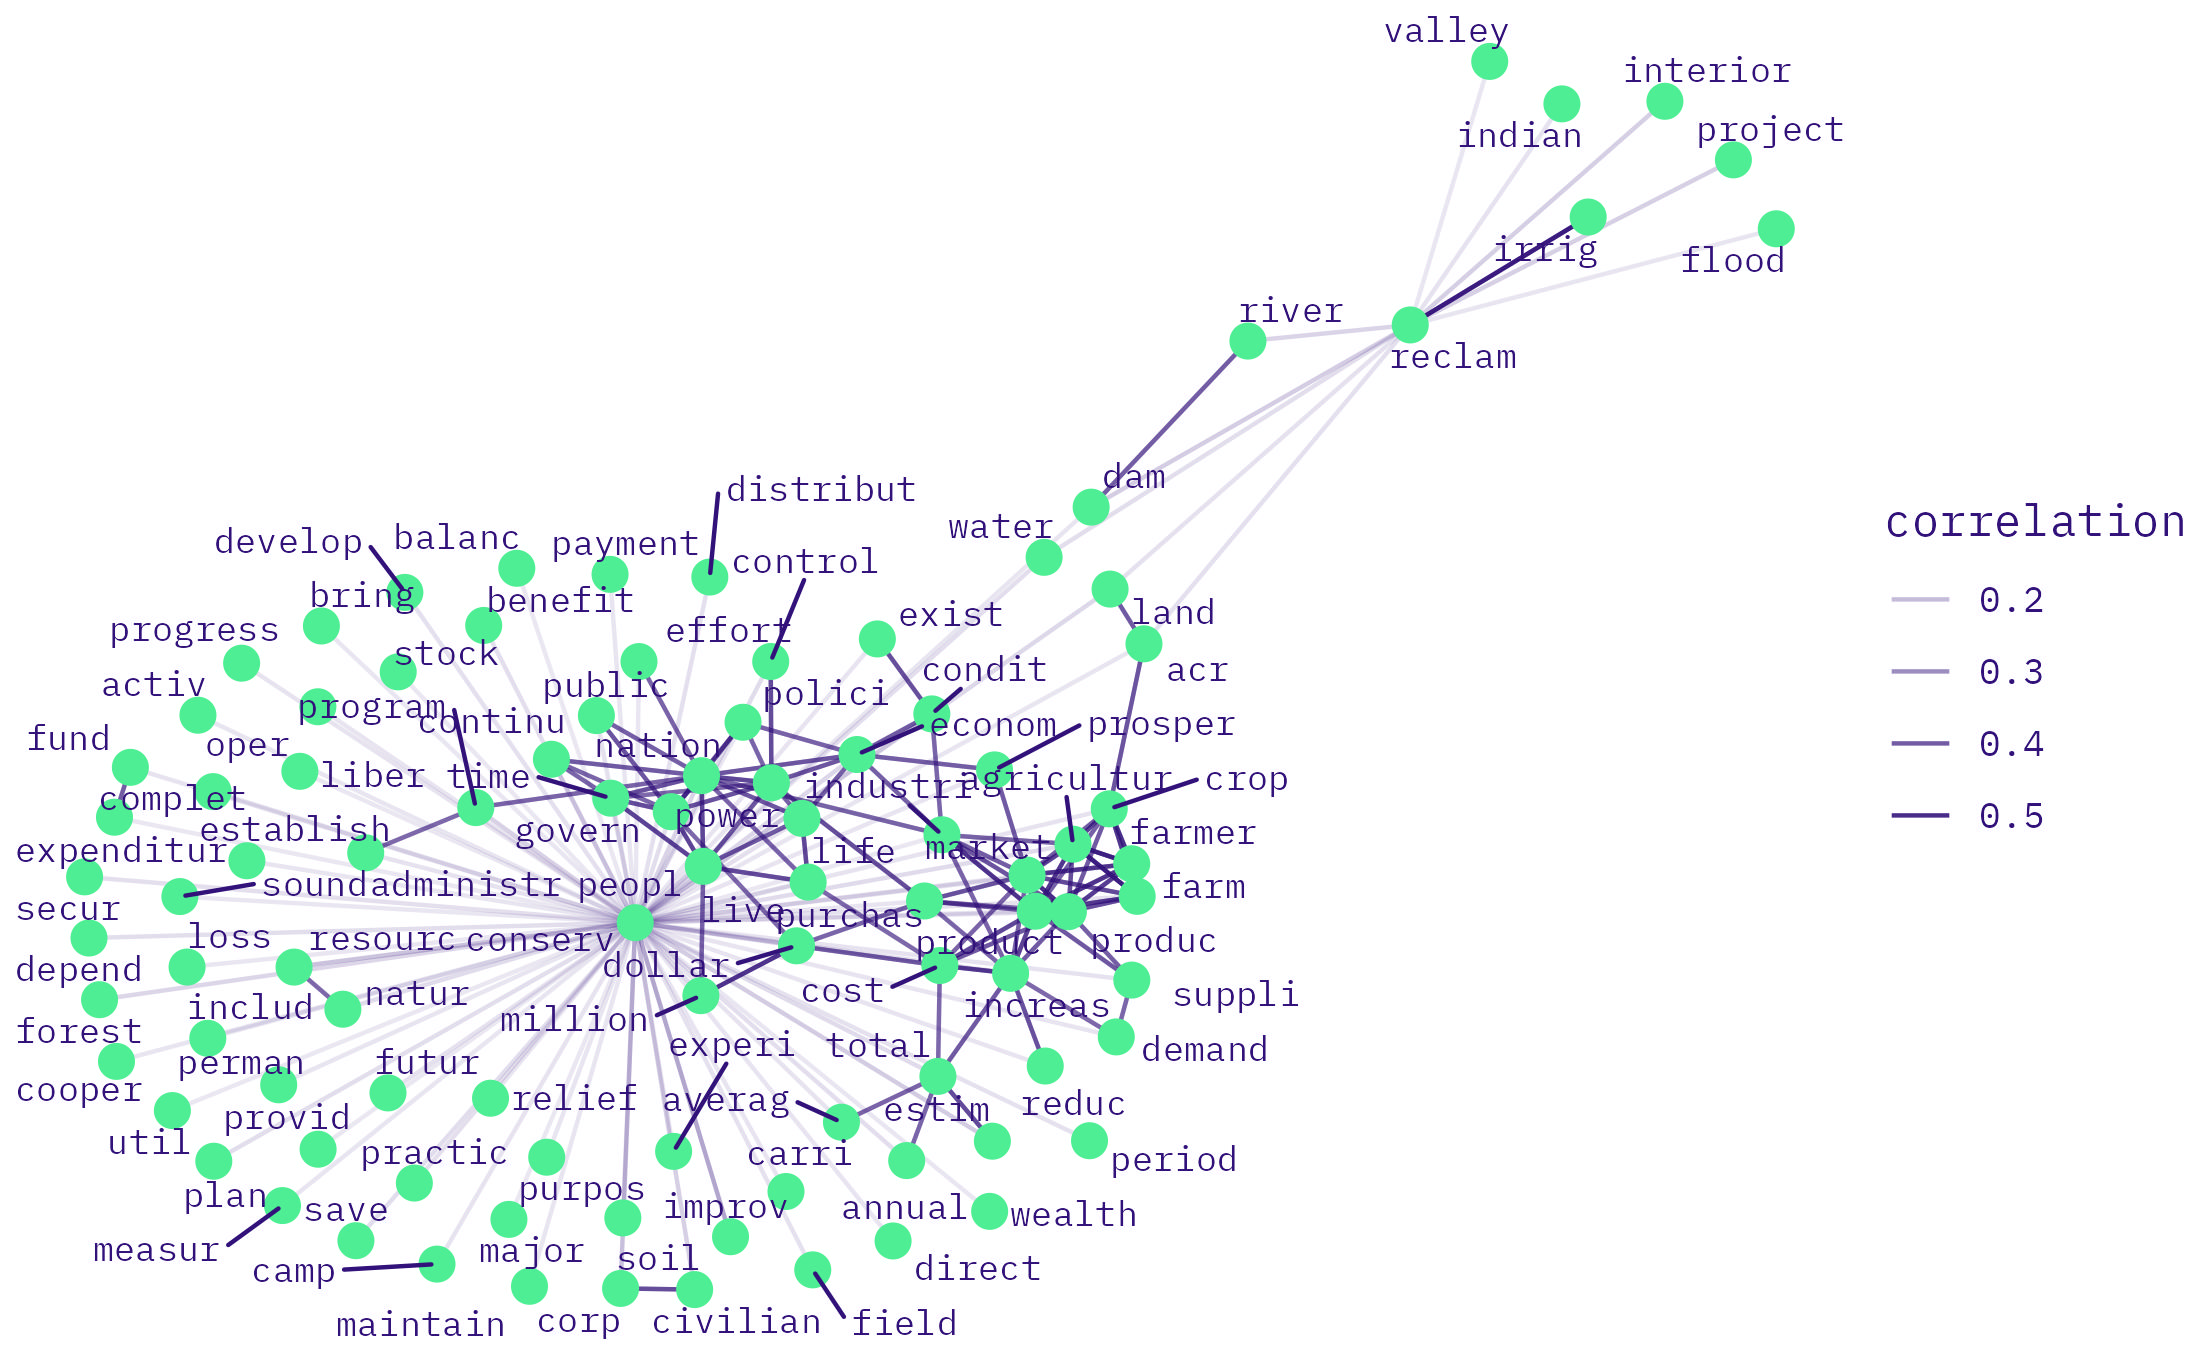 valley
interior
project
indian
irrig
flood
river
reclam
dam
distribut
water
correlation
develop
balanc
payment
control
bring
benefit
0.2
exist
land
progress
effort
stock
condit
acr
0.3
activ
public
polici
program
continu
econom
prosper
fund
oper
nation
0.4
liber
time
industri
agricultur
crop
complet
power
0.5
establish
govern
farmer
expenditur
life
market
sound
administr
peopl
farm
secur
live
purchas
loss
resourc
conserv
product
produc
depend
dollar
includ
natur
cost
suppli
forest
million
increas
perman
futur
experi
total
demand
cooper
provid
relief
averag
estim
reduc
util
practic
carri
period
plan
save
purpos
improv
annual
wealth
measur
camp
major
soil
direct
maintain
corp
civilian
field